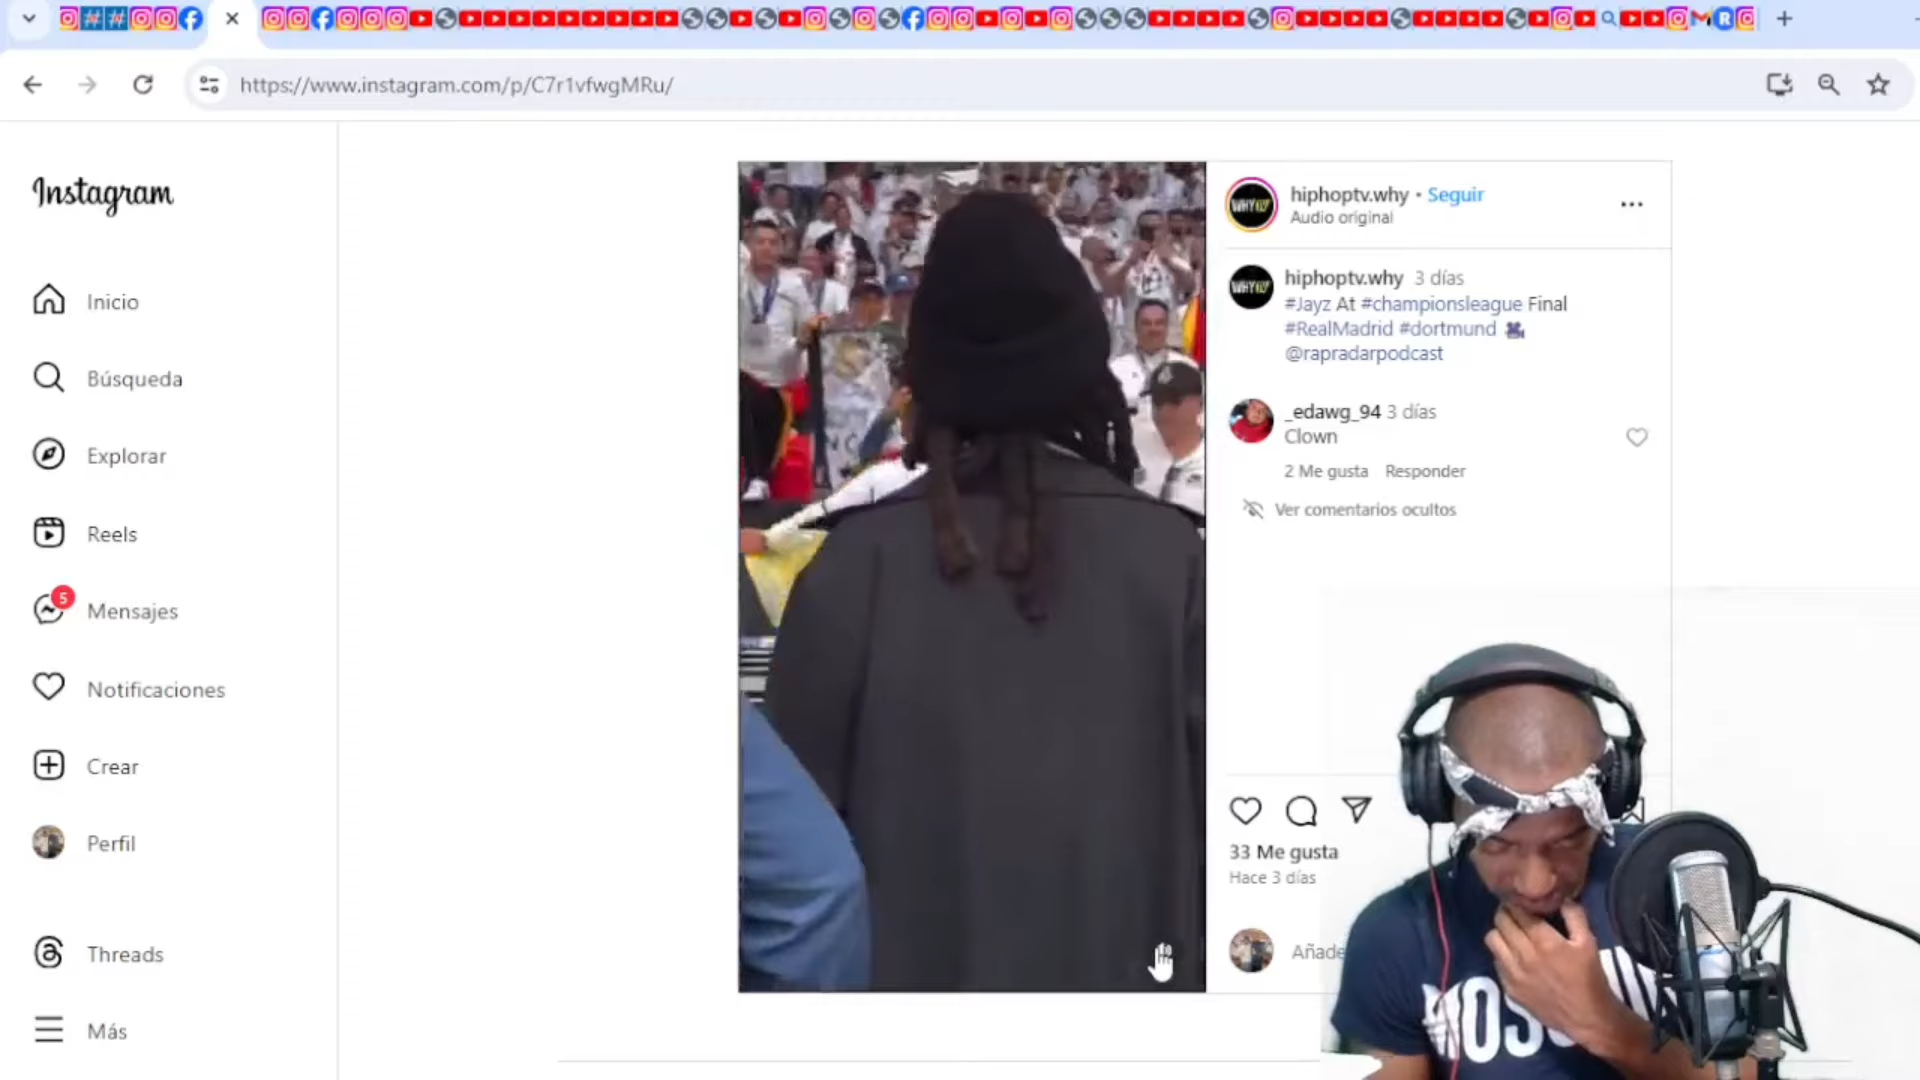 https://www.instagram.com/p/C7r1vfwgMRu/
Instagram
Inicio
Búsqueda
Explorar
Reels
5
Mensajes
Notificaciones
Crear
Perfil
Threads
Más
hiphoptv.why • Seguir
Audio original
hiphoptv.why 3 días
#Jayz At #championsleague Final
#RealMadrid #dortmund
@rapradarpodcast
_edawg_94 3 días
Clown
2 Me gusta Responder
Ver comentarios ocultos
33 Me gusta
Hace 3 días
Añade